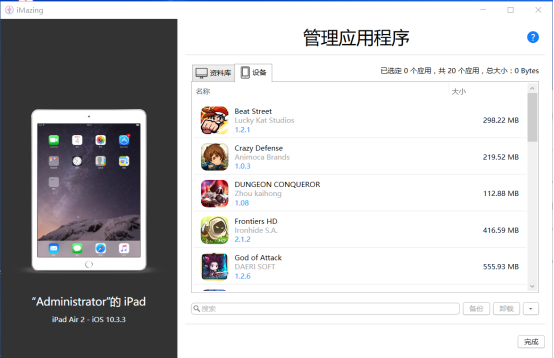 iMazing
管理应用程序
?
资料库
设备
已选定 0 个应用，共 20 个应用，总大小：0 Bytes
名称
大小
Beat Street
Lucky Kat Studios
1.2.1
298.22 MB
Crazy Defense
Animoca Brands
1.0.3
219.52 MB
DUNGEON CONQUEROR
Zhou kaihong
1.08
112.88 MB
Frontiers HD
Ironhide S.A.
2.1.2
416.59 MB
God of Attack
DAERI SOFT
1.2.6
555.93 MB
搜索
备份
卸载
“Administrator”的 iPad
iPad Air 2 - iOS 10.3.3
完成